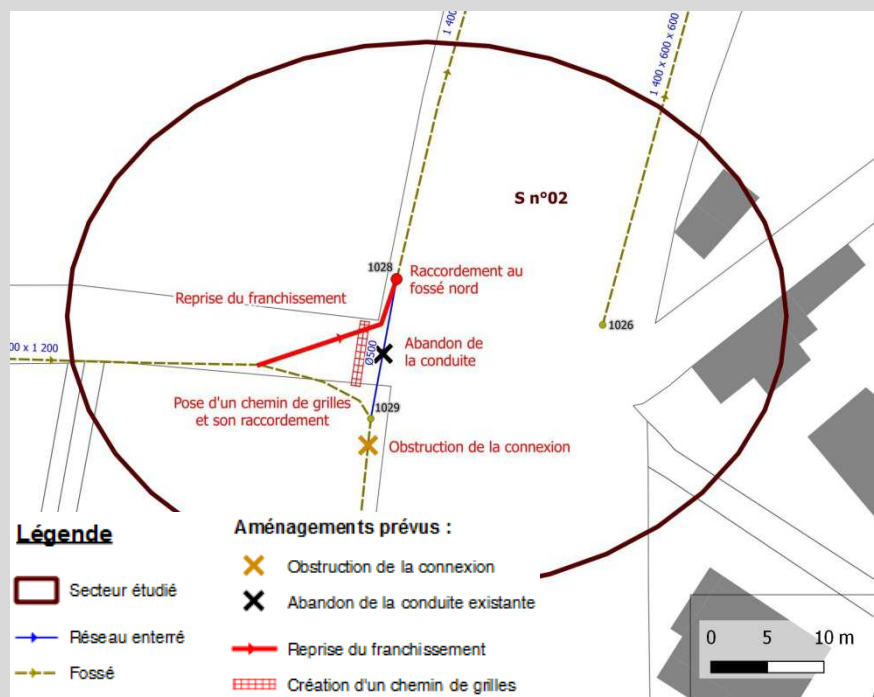 1 400
1 400 x 600 x 600
S n°02
1028
Raccordement au
fossé nord
Reprise du franchissement
1026
00 x 1 200
Ø500
Abandon de
la conduite
Pose d'un chemin de grilles
et son raccordement
1029
Obstruction de la connexion
Légende
Secteur étudié
Réseau enterré
Fossé
Aménagements prévus :
Obstruction de la connexion
Abandon de la conduite existante
Reprise du franchissement
Création d'un chemin de grilles
0 5 10 m